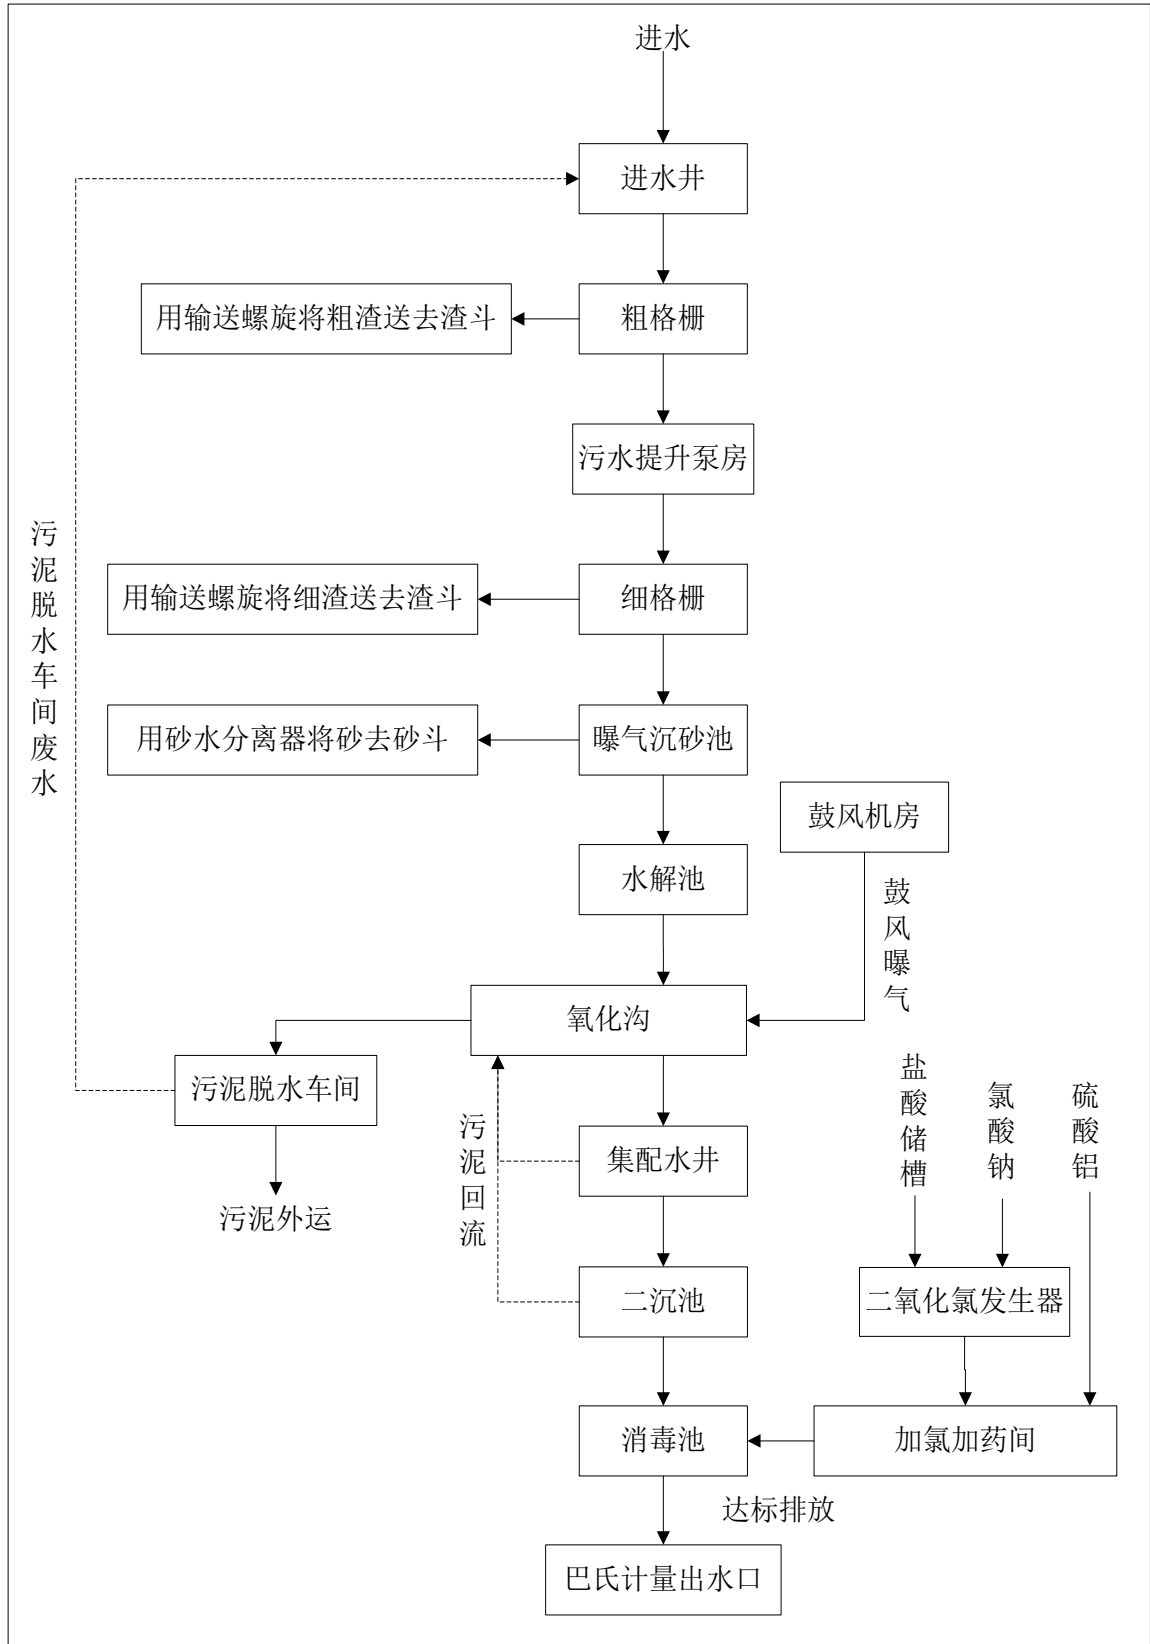 进水
进水井
用输送螺旋将粗渣送去渣斗
粗格栅
污水提升泵房
污泥脱水车间废水
用输送螺旋将细渣送去渣斗
细格栅
用砂水分离器将砂去砂斗
曝气沉砂池
鼓风机房
水解池
鼓风曝气
氧化沟
污泥脱水车间
盐酸储槽
氯酸钠
硫酸铝
污泥回流
集配水井
污泥外运
二沉池
二氧化氯发生器
消毒池
加氯加药间
达标排放
巴氏计量出水口